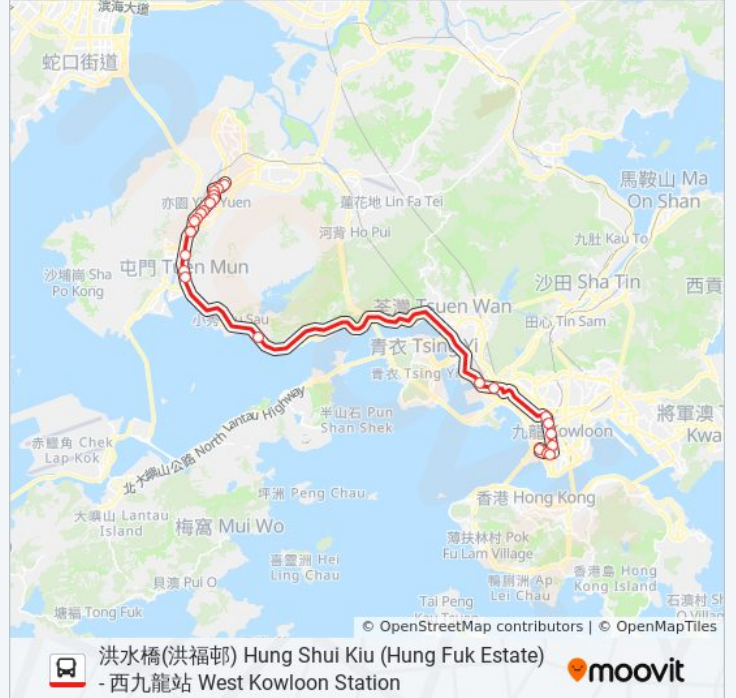 滨海大道
蛇口街道
馬鞍山 Ma
On Shan
亦園 Yuen
蓮花地 Lin Fa Tei
河背 Ho Pui
九肚 Kau To
屯門 Tuen Mun
沙埔崗 Sha
Po Kong
沙田 Sha Tin
西貢
荃灣 Tsuen Wan
田心 Tin Sam
青衣 Tsing Yi
青衣 Tsing
北大嶼山公路 North Lantau Highway
半山石 Pun
Shan Shek
將軍澳
Kwa
九龍 Kowloon
赤鱲角 Chek
Lap Kok
坪洲 Peng Chau
香港 Hong Kong
大嶼山 Lantau
Island
梅窩 Mui Wo
薄扶林村 Pok
Fu Lam Village
喜靈洲 Hei
Ling Chau
鴨脷洲 Ap
Lei Chau
香港島 Hong
Kong Island
貝澳 Pui O
塘福 Tong Fuk
Tai Peng
石澳村 Sh
© OpenStreetMap contributors | © OpenMapTiles
洪水橋(洪福邨) Hung Shui Kiu (Hung Fuk Estate)
- 西九龍站 West Kowloon Station
moovit